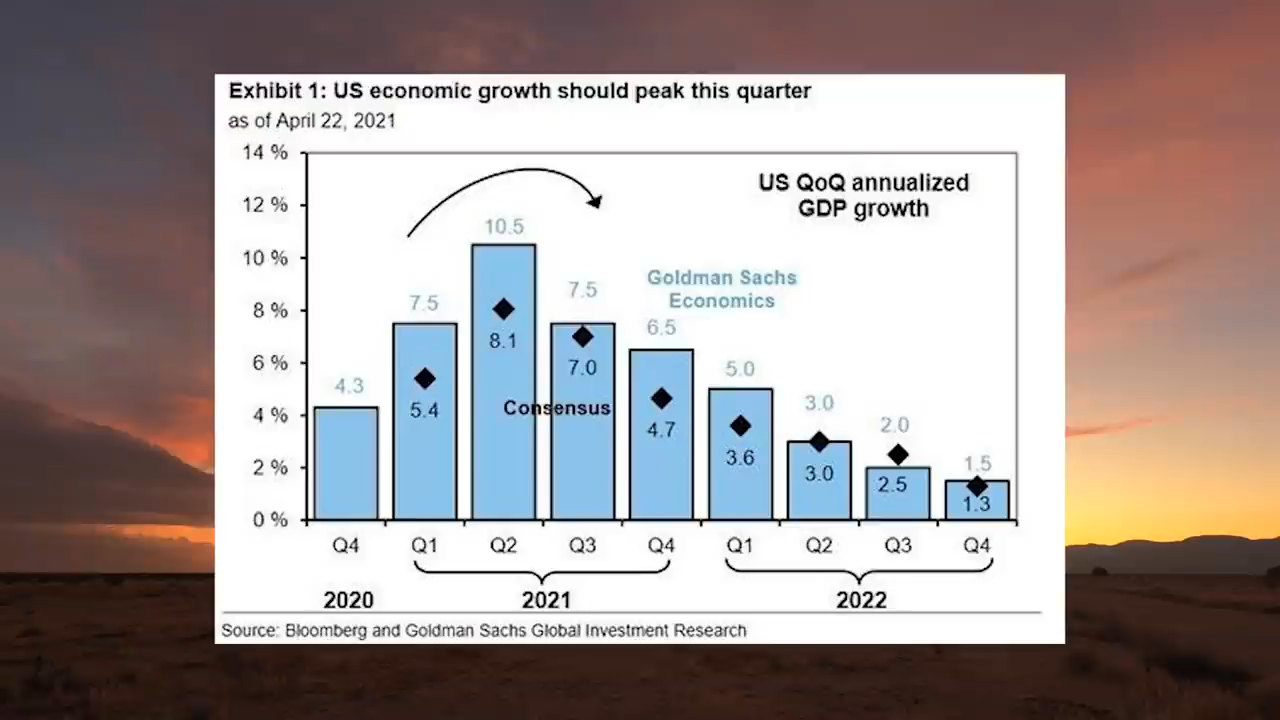 Exhibit 1: US economic growth should peak this quarter
as of April 22, 2021
14 %
12 %
10 %
8 %
6 %
4 %
2 %
0 %
US QoQ annualized
GDP growth
Goldman Sachs
Economics
Consensus
4.3
7.5
10.5
7.5
6.5
5.0
3.0
2.0
1.5
5.4
8.1
7.0
4.7
3.6
3.0
2.5
1.3
Q4 Q1 Q2 Q3 Q4 Q1 Q2 Q3 Q4
2020 2021 2022
Source: Bloomberg and Goldman Sachs Global Investment Research